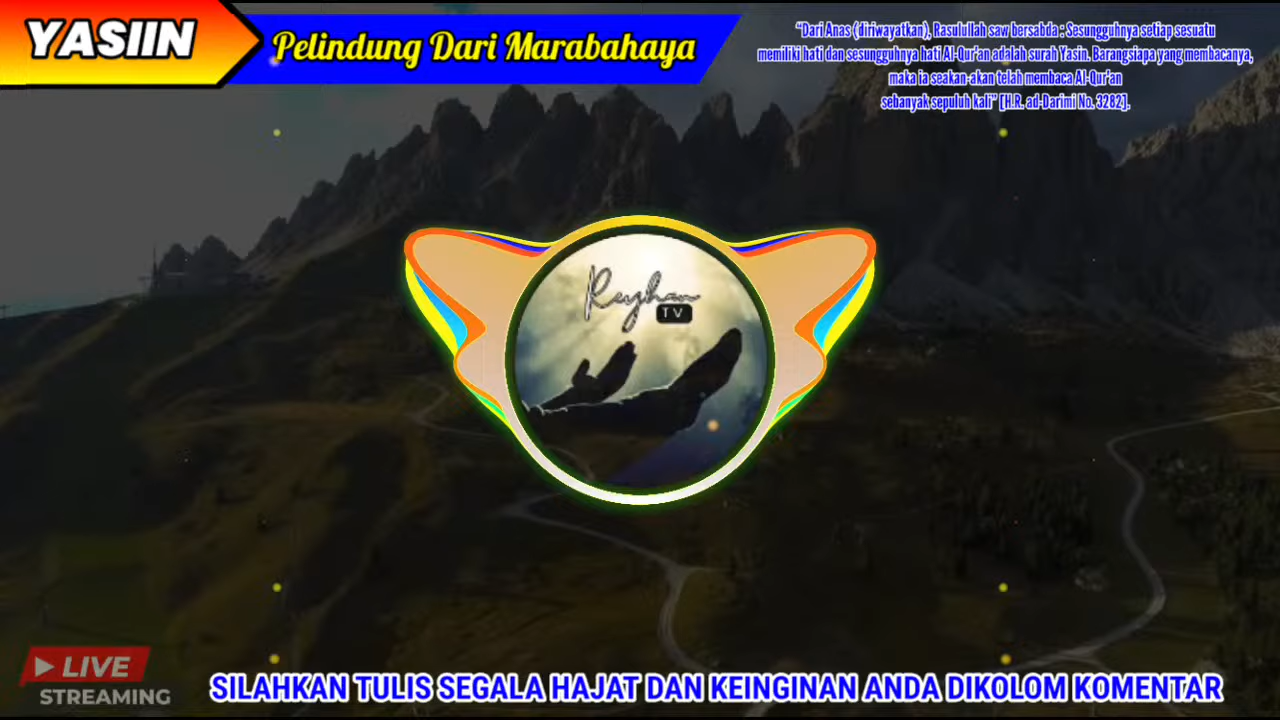 YASIIN
Pelindung Dari Marabahaya
“Dari Anas (diriwayatkan), Rasulullah saw bersabda : Sesungguhnya setiap sesuatu
memiliki hati dan sesungguhnya hati Al-Qur'an adalah surah Yasin. Barangsiapa yang membacanya,
maka ia seakan-akan telah membaca Al-Qur'an
sebanyak sepuluh kali” [H.R. ad-Darimi No. 3282].
Reyhan
TV
LIVE
STREAMING
SILAHKAN TULIS SEGALA HAJAT DAN KEINGINAN ANDA DIKOLOM KOMENTAR